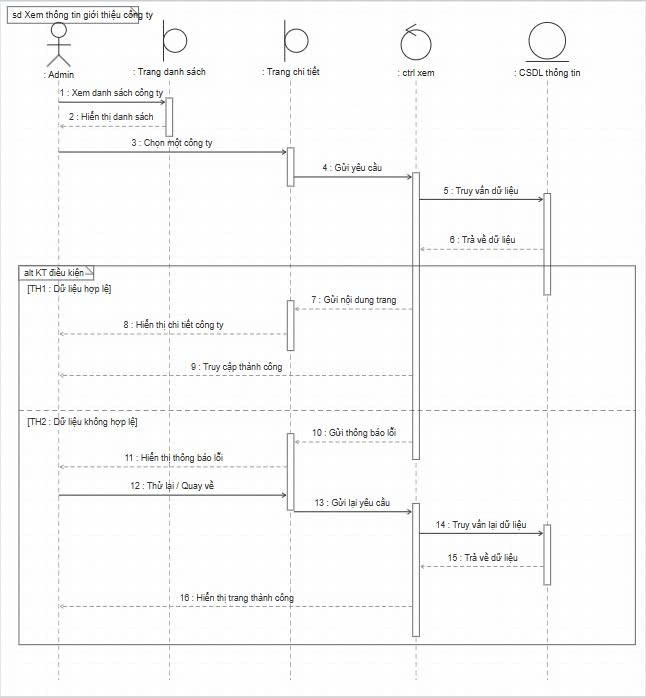 sd Xem thông tin giới thiệu công ty
: Admin
: Trang danh sách
: Trang chi tiết
: ctrl xem
: CSDL thông tin
1 : Xem danh sách công ty
2 : Hiển thị danh sách
3 : Chọn một công ty
4 : Gửi yêu cầu
5 : Truy vấn dữ liệu
6 : Trả về dữ liệu
alt KT điều kiện
[TH1 : Dữ liệu hợp lệ]
7 : Gửi nội dung trang
8 : Hiển thị chi tiết công ty
9 : Truy cập thành công
[TH2 : Dữ liệu không hợp lệ]
10 : Gửi thông báo lỗi
11 : Hiển thị thông báo lỗi
12 : Thử lại / Quay về
13 : Gửi lại yêu cầu
14 : Truy vấn lại dữ liệu
15 : Trả về dữ liệu
16 : Hiển thị trang thành công